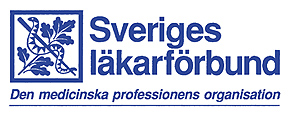 Sveriges
läkarförbund
Den medicinska professionens organisation